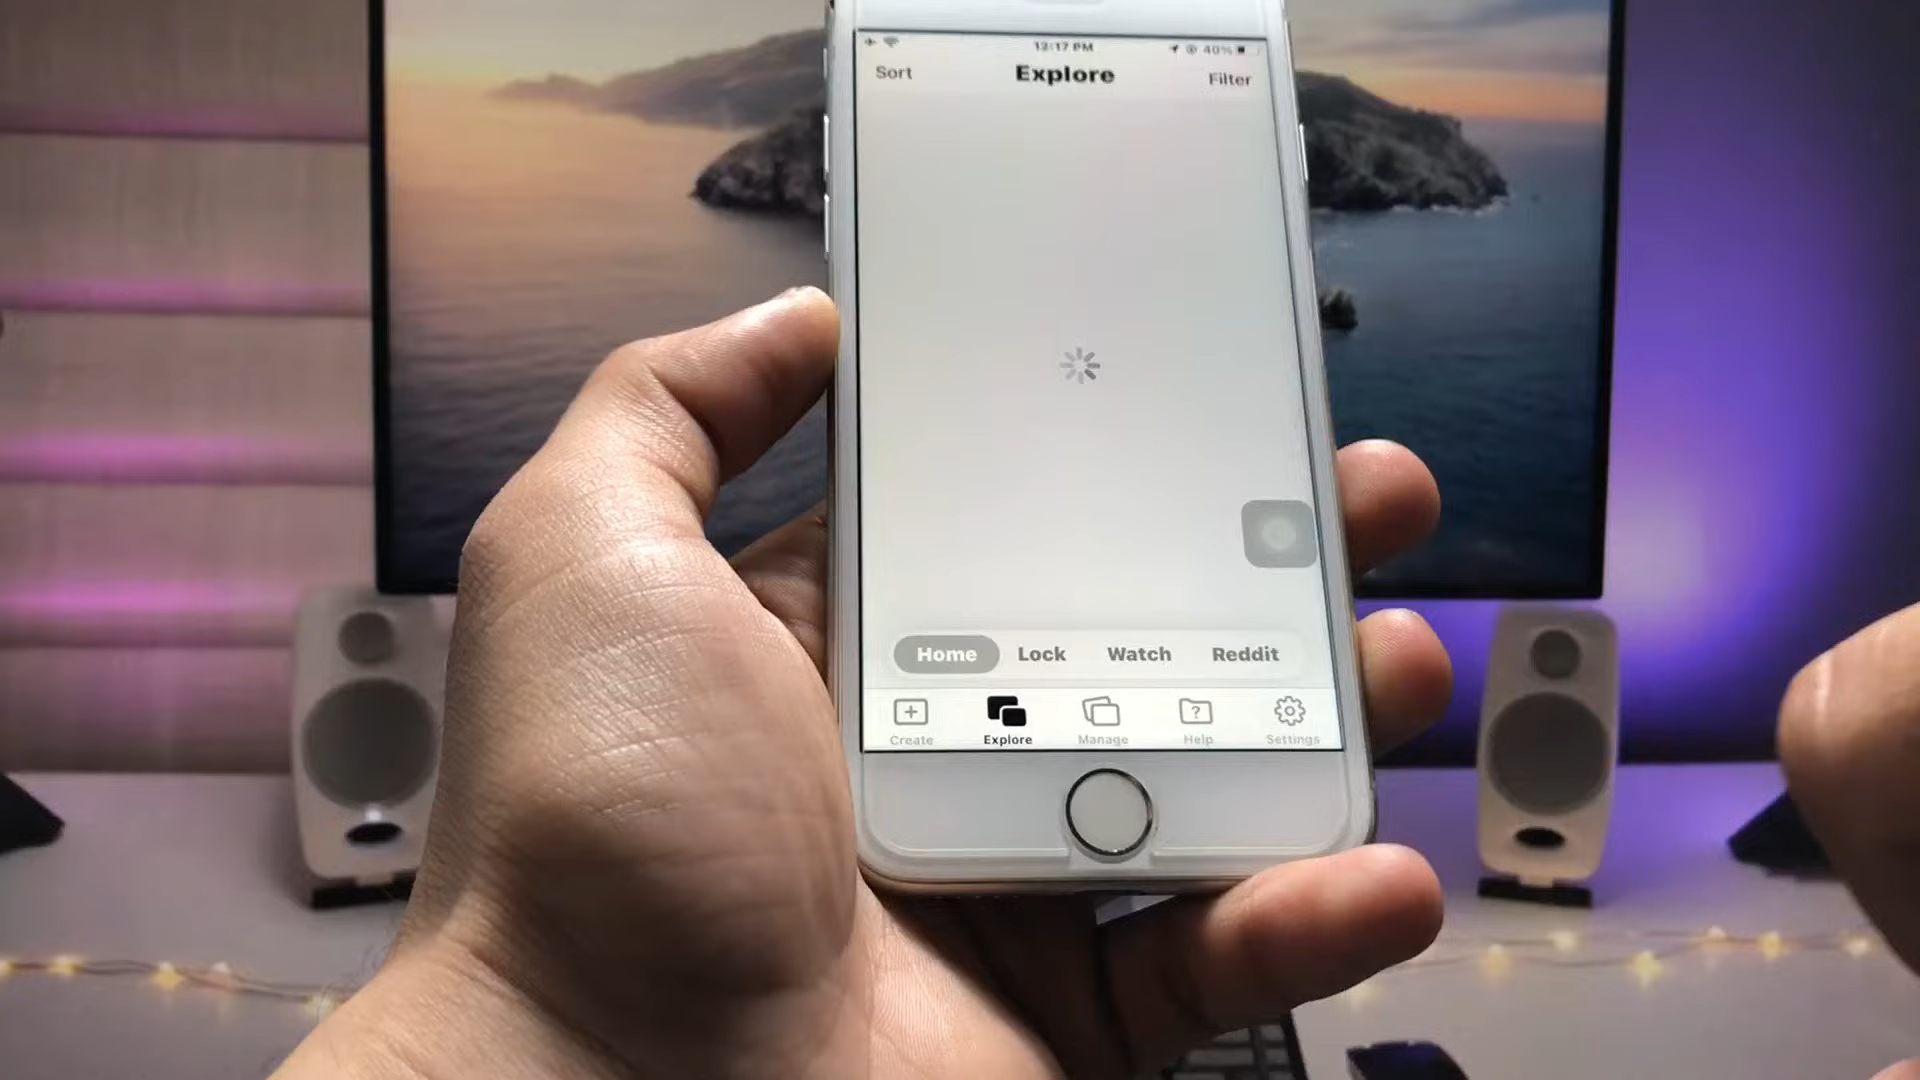 12:17 PM
40%
Sort
Explore
Filter
Home
Lock
Watch
Reddit
Create
Explore
Manage
Help
Settings